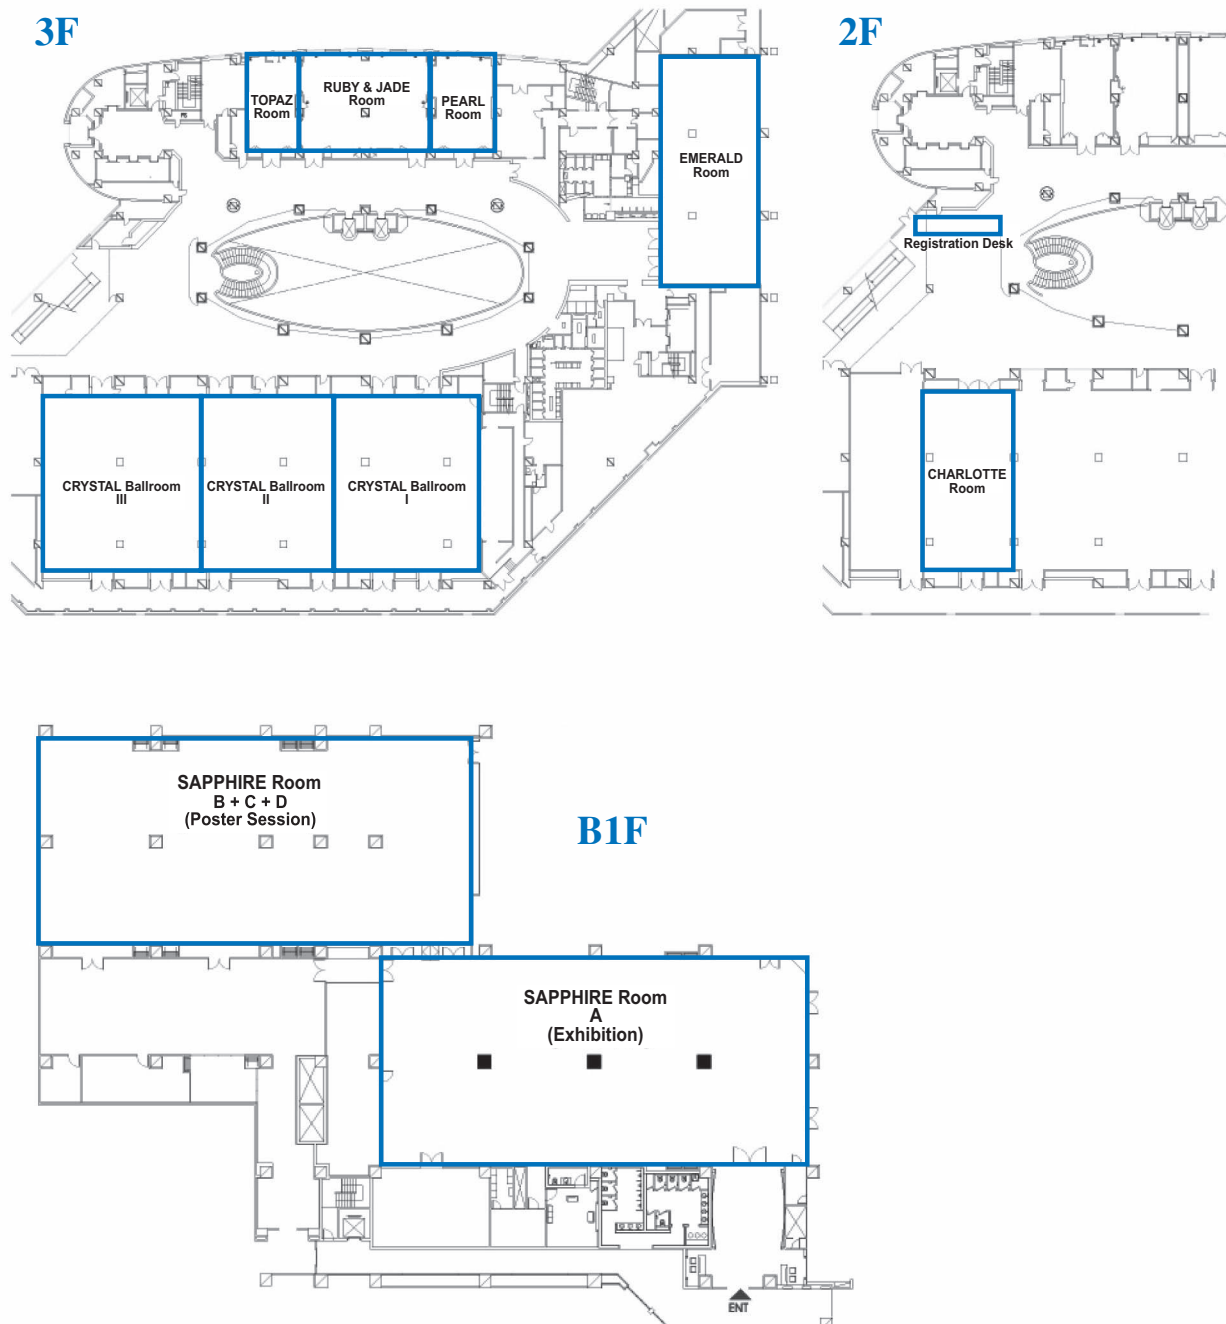 3F
2F
TOPAZ
Room
RUBY & JADE
Room
PEARL
Room
EMERALD
Room
Registration Desk
CRYSTAL Ballroom
III
CRYSTAL Ballroom
II
CRYSTAL Ballroom
I
CHARLOTTE
Room
SAPPHIRE Room
B + C + D
(Poster Session)
B1F
SAPPHIRE Room
A
(Exhibition)
ENT